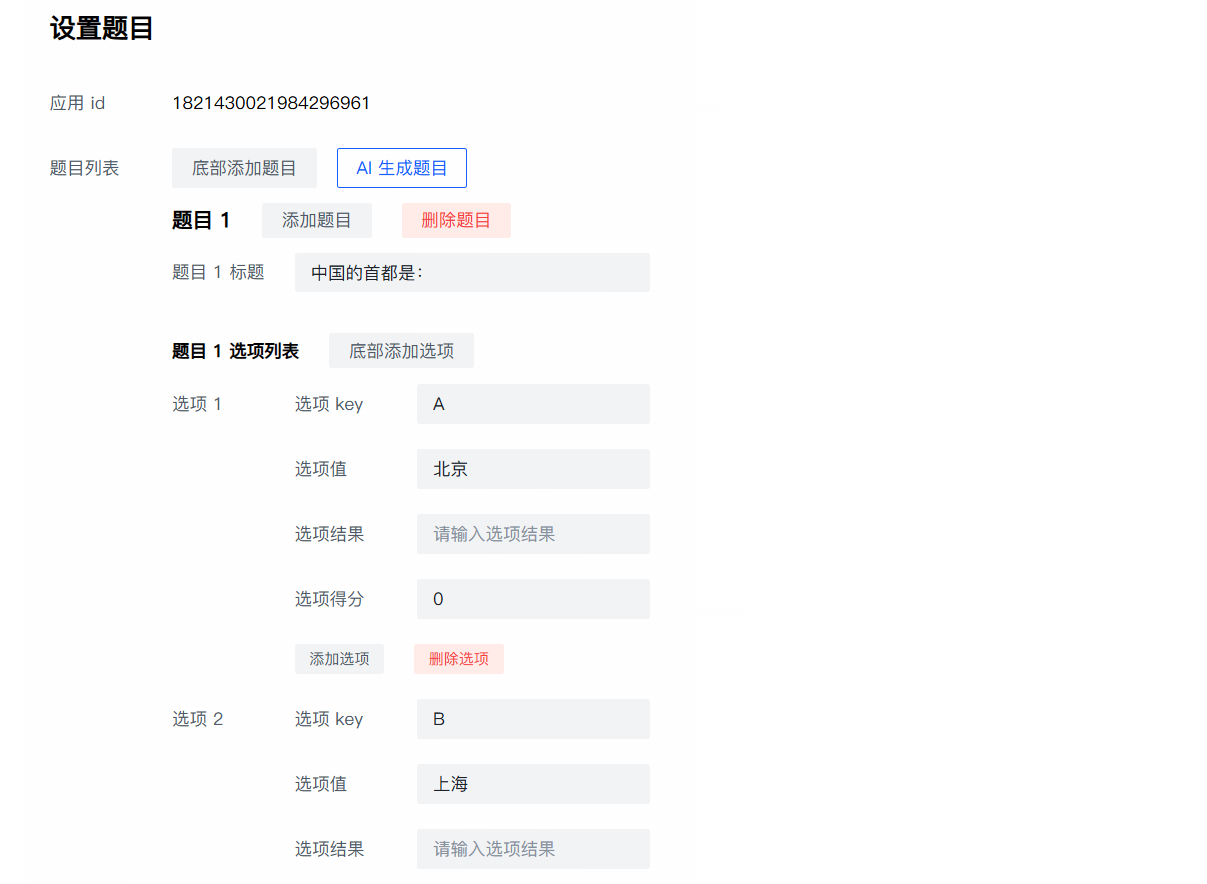 设置题目
应用 id 1821430021984296961
题目列表 底部添加题目 AI 生成题目
题目 1 添加题目 删除题目
题目 1 标题 中国的首都是：
题目 1 选项列表 底部添加选项
选项 1 选项 key A
选项值 北京
选项结果 请输入选项结果
选项得分 0
添加选项 删除选项
选项 2 选项 key B
选项值 上海
选项结果 请输入选项结果